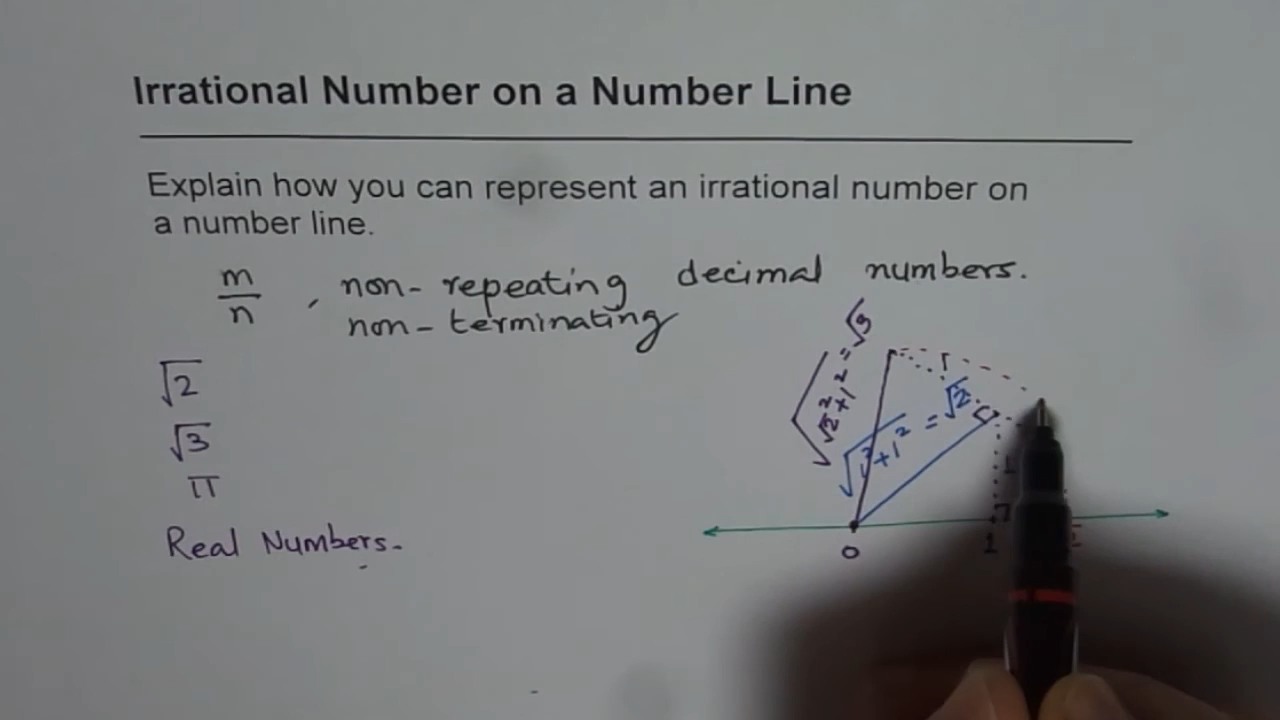 Irrational Number on a Number Line
Explain how you can represent an irrational number on
a number line.
m/n , non-repeating decimal numbers.
non-terminating
√2
√3
π
Real Numbers.
√(√2² + 1²) = √3
√(1² + 1²) = √2
1
0
1